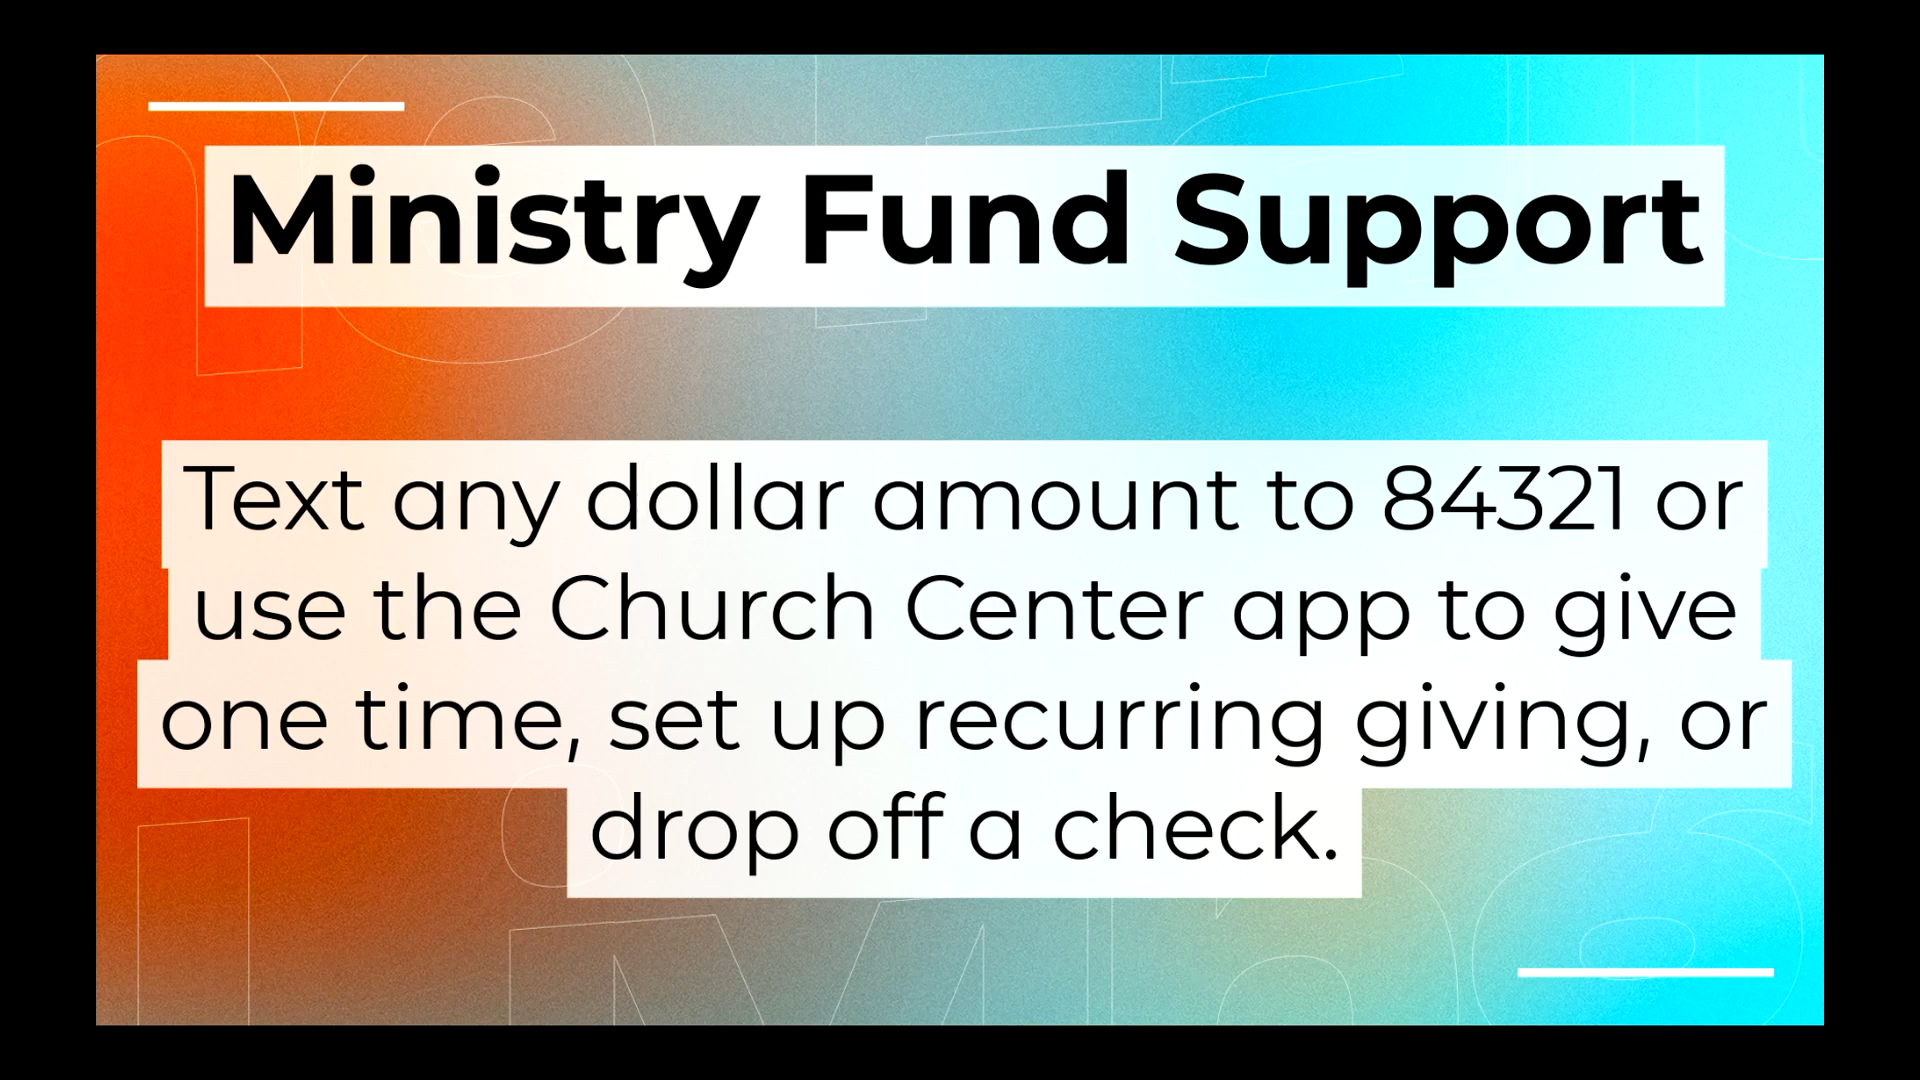 Ministry Fund Support
Text any dollar amount to 84321 or
use the Church Center app to give
one time, set up recurring giving, or
drop off a check.